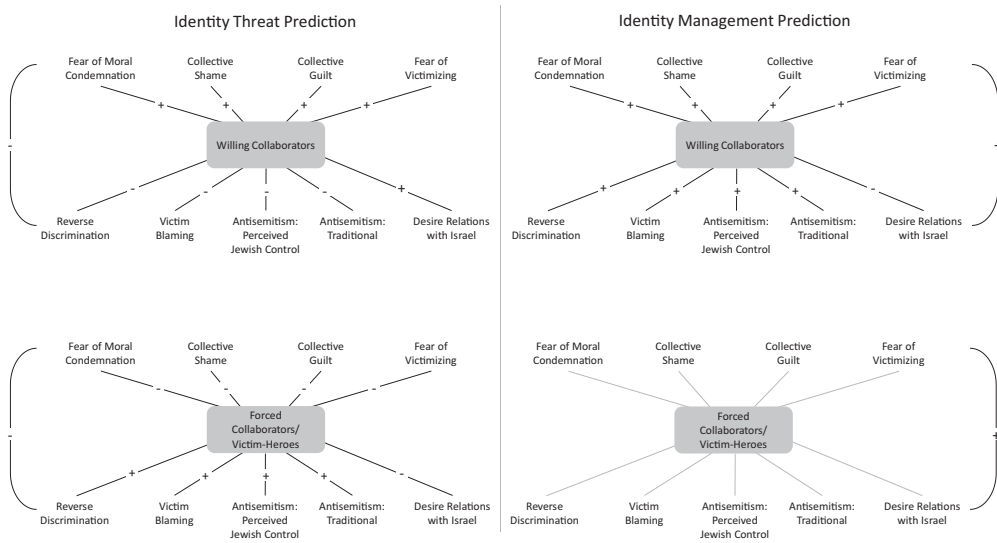 Identity Threat Prediction
Identity Management Prediction
Fear of Moral
Condemnation
Collective
Shame
Collective
Guilt
Fear of
Victimizing
+
+
+
+
-
Willing Collaborators
-
-
-
-
+
Reverse
Discrimination
Victim
Blaming
Antisemitism:
Perceived
Jewish Control
Antisemitism:
Traditional
Desire Relations
with Israel
Fear of Moral
Condemnation
Collective
Shame
Collective
Guilt
Fear of
Victimizing
+
+
+
+
Willing Collaborators
+
+
+
+
+
-
Reverse
Discrimination
Victim
Blaming
Antisemitism:
Perceived
Jewish Control
Antisemitism:
Traditional
Desire Relations
with Israel
Fear of Moral
Condemnation
Collective
Shame
Collective
Guilt
Fear of
Victimizing
-
-
-
-
-
Forced
Collaborators/
Victim-Heroes
+
+
+
+
-
Reverse
Discrimination
Victim
Blaming
Antisemitism:
Perceived
Jewish Control
Antisemitism:
Traditional
Desire Relations
with Israel
Fear of Moral
Condemnation
Collective
Shame
Collective
Guilt
Fear of
Victimizing
Forced
Collaborators/
Victim-Heroes
+
Reverse
Discrimination
Victim
Blaming
Antisemitism:
Perceived
Jewish Control
Antisemitism:
Traditional
Desire Relations
with Israel